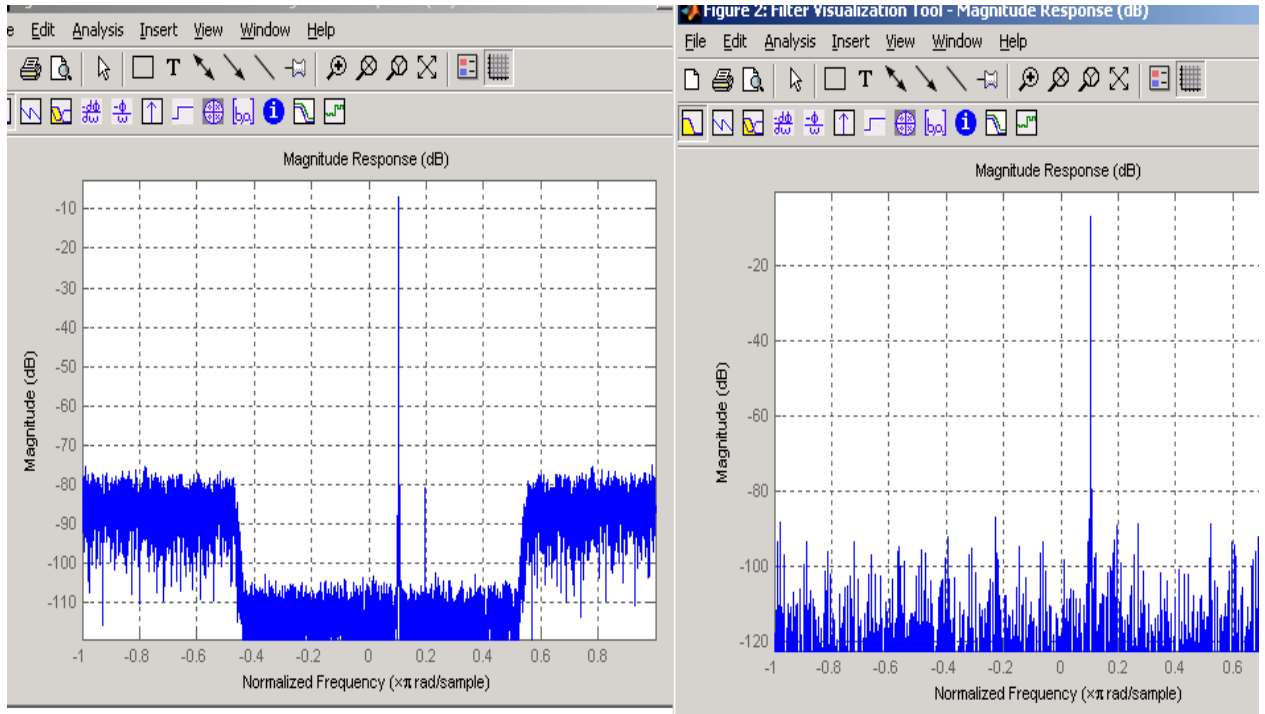 e Edit Analysis Insert View Window Help
T
i
Magnitude Response (dB)
-10
-20
-30
-40
-50
-60
-70
-80
-90
-100
-110
Magnitude (dB)
-1 -0.8 -0.6 -0.4 -0.2 0 0.2 0.4 0.6 0.8
Normalized Frequency (×π rad/sample)
Figure 2: Filter Visualization Tool - Magnitude Response (dB)
File Edit Analysis Insert View Window Help
T
i
Magnitude Response (dB)
-20
-40
-60
-80
-100
-120
Magnitude (dB)
-1 -0.8 -0.6 -0.4 -0.2 0 0.2 0.4 0.6
Normalized Frequency (×π rad/sample)